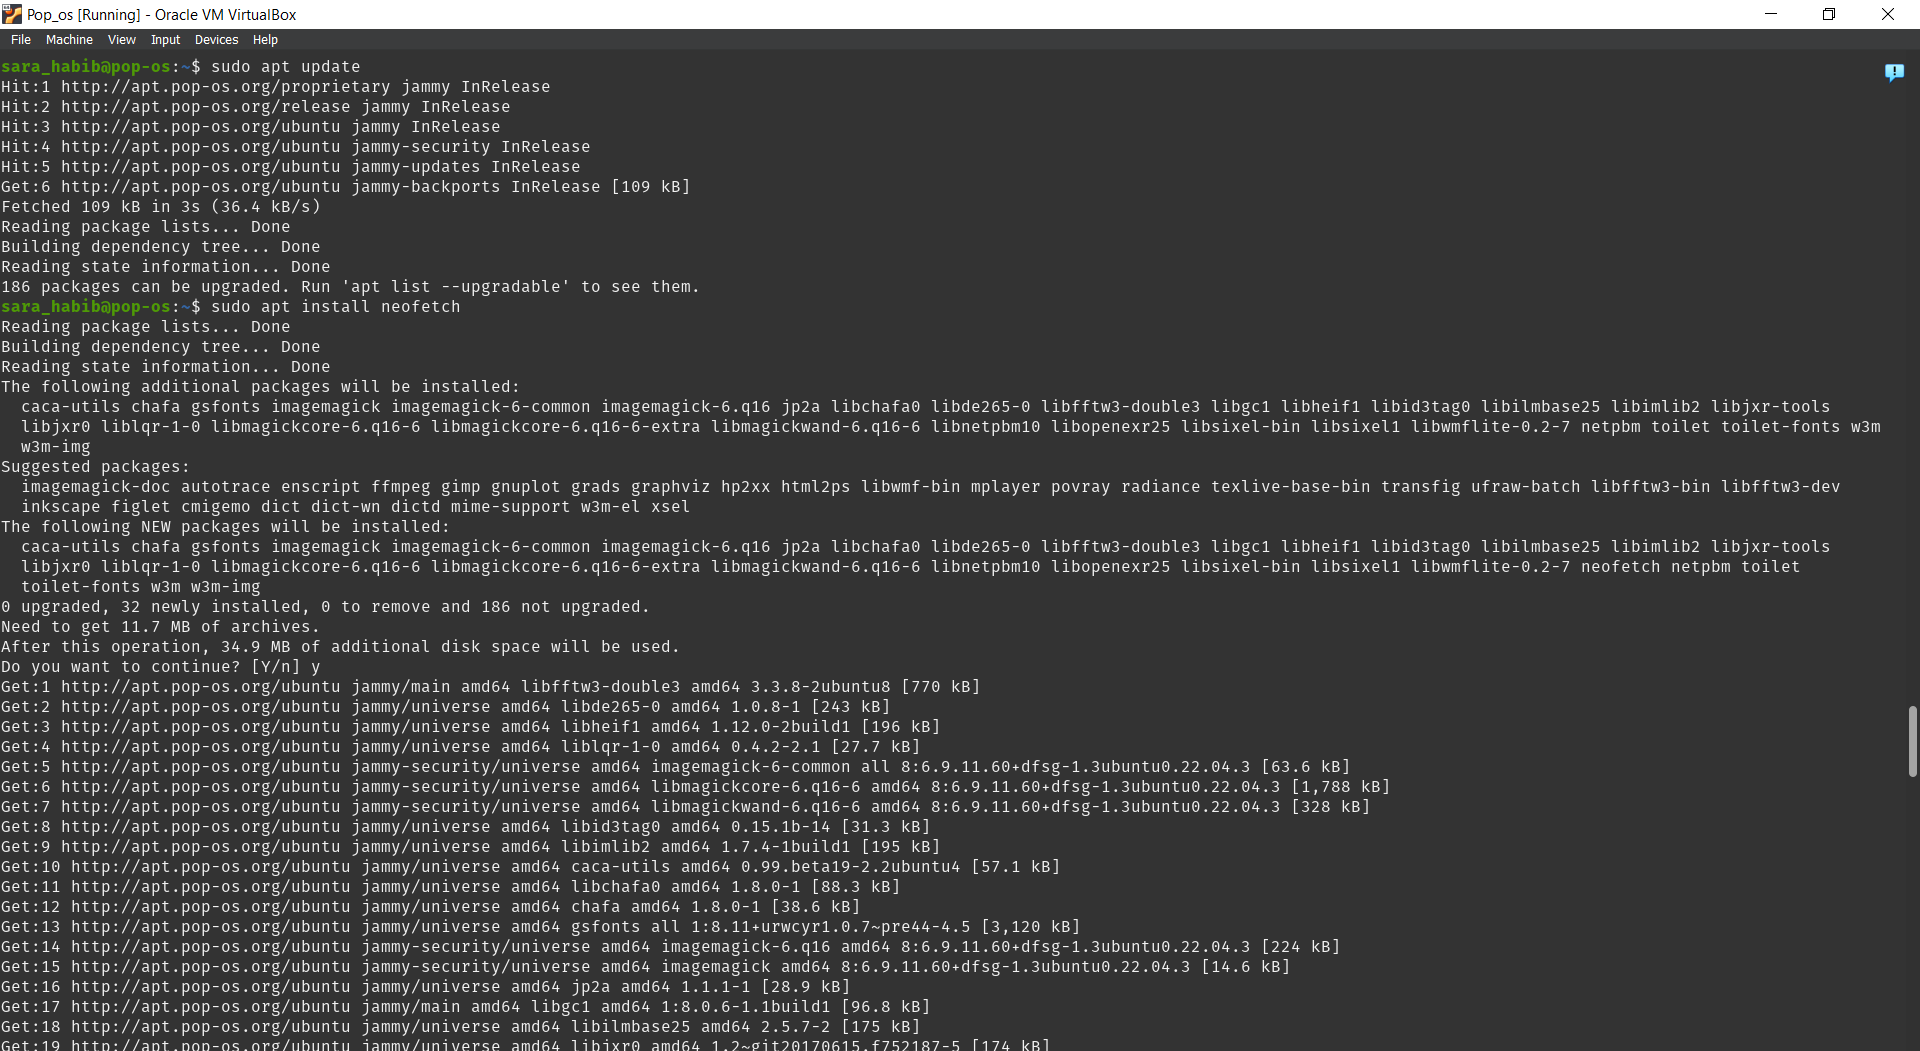 Pop_os [Running] - Oracle VM VirtualBox
File Machine View Input Devices Help
sara_habib@pop-os:~$ sudo apt update
Hit:1 http://apt.pop-os.org/proprietary jammy InRelease
Hit:2 http://apt.pop-os.org/release jammy InRelease
Hit:3 http://apt.pop-os.org/ubuntu jammy InRelease
Hit:4 http://apt.pop-os.org/ubuntu jammy-security InRelease
Hit:5 http://apt.pop-os.org/ubuntu jammy-updates InRelease
Get:6 http://apt.pop-os.org/ubuntu jammy-backports InRelease [109 kB]
Fetched 109 kB in 3s (36.4 kB/s)
Reading package lists... Done
Building dependency tree... Done
Reading state information... Done
186 packages can be upgraded. Run 'apt list --upgradable' to see them.
sara_habib@pop-os:~$ sudo apt install neofetch
Reading package lists... Done
Building dependency tree... Done
Reading state information... Done
The following additional packages will be installed:
  caca-utils chafa gsfonts imagemagick imagemagick-6-common imagemagick-6.q16 jp2a libchafa0 libde265-0 libfftw3-double3 libgc1 libheif1 libid3tag0 libilmbase25 libimlib2 libjxr-tools
  libjxr0 liblqr-1-0 libmagickcore-6.q16-6 libmagickcore-6.q16-6-extra libmagickwand-6.q16-6 libnetpbm10 libopenexr25 libsixel-bin libsixel1 libwmflite-0.2-7 netpbm toilet toilet-fonts w3m
  w3m-img
Suggested packages:
  imagemagick-doc autotrace enscript ffmpeg gimp gnuplot grads graphviz hp2xx html2ps libwmf-bin mplayer povray radiance texlive-base-bin transfig ufraw-batch libfftw3-bin libfftw3-dev
  inkscape figlet cmigemo dict dict-wn dictd mime-support w3m-el xsel
The following NEW packages will be installed:
  caca-utils chafa gsfonts imagemagick imagemagick-6-common imagemagick-6.q16 jp2a libchafa0 libde265-0 libfftw3-double3 libgc1 libheif1 libid3tag0 libilmbase25 libimlib2 libjxr-tools
  libjxr0 liblqr-1-0 libmagickcore-6.q16-6 libmagickcore-6.q16-6-extra libmagickwand-6.q16-6 libnetpbm10 libopenexr25 libsixel-bin libsixel1 libwmflite-0.2-7 neofetch netpbm toilet
  toilet-fonts w3m w3m-img
0 upgraded, 32 newly installed, 0 to remove and 186 not upgraded.
Need to get 11.7 MB of archives.
After this operation, 34.9 MB of additional disk space will be used.
Do you want to continue? [Y/n] y
Get:1 http://apt.pop-os.org/ubuntu jammy/main amd64 libfftw3-double3 amd64 3.3.8-2ubuntu8 [770 kB]
Get:2 http://apt.pop-os.org/ubuntu jammy/universe amd64 libde265-0 amd64 1.0.8-1 [243 kB]
Get:3 http://apt.pop-os.org/ubuntu jammy/universe amd64 libheif1 amd64 1.12.0-2build1 [196 kB]
Get:4 http://apt.pop-os.org/ubuntu jammy/universe amd64 liblqr-1-0 amd64 0.4.2-2.1 [27.7 kB]
Get:5 http://apt.pop-os.org/ubuntu jammy-security/universe amd64 imagemagick-6-common all 8:6.9.11.60+dfsg-1.3ubuntu0.22.04.3 [63.6 kB]
Get:6 http://apt.pop-os.org/ubuntu jammy-security/universe amd64 libmagickcore-6.q16-6 amd64 8:6.9.11.60+dfsg-1.3ubuntu0.22.04.3 [1,788 kB]
Get:7 http://apt.pop-os.org/ubuntu jammy-security/universe amd64 libmagickwand-6.q16-6 amd64 8:6.9.11.60+dfsg-1.3ubuntu0.22.04.3 [328 kB]
Get:8 http://apt.pop-os.org/ubuntu jammy/universe amd64 libid3tag0 amd64 0.15.1b-14 [31.3 kB]
Get:9 http://apt.pop-os.org/ubuntu jammy/universe amd64 libimlib2 amd64 1.7.4-1build1 [195 kB]
Get:10 http://apt.pop-os.org/ubuntu jammy/universe amd64 caca-utils amd64 0.99.beta19-2.2ubuntu4 [57.1 kB]
Get:11 http://apt.pop-os.org/ubuntu jammy/universe amd64 libchafa0 amd64 1.8.0-1 [88.3 kB]
Get:12 http://apt.pop-os.org/ubuntu jammy/universe amd64 chafa amd64 1.8.0-1 [38.6 kB]
Get:13 http://apt.pop-os.org/ubuntu jammy/universe amd64 gsfonts all 1:8.11+urwcyr1.0.7~pre44-4.5 [3,120 kB]
Get:14 http://apt.pop-os.org/ubuntu jammy-security/universe amd64 imagemagick-6.q16 amd64 8:6.9.11.60+dfsg-1.3ubuntu0.22.04.3 [224 kB]
Get:15 http://apt.pop-os.org/ubuntu jammy-security/universe amd64 imagemagick amd64 8:6.9.11.60+dfsg-1.3ubuntu0.22.04.3 [14.6 kB]
Get:16 http://apt.pop-os.org/ubuntu jammy/universe amd64 jp2a amd64 1.1.1-1 [28.9 kB]
Get:17 http://apt.pop-os.org/ubuntu jammy/main amd64 libgc1 amd64 1:8.0.6-1.1build1 [96.8 kB]
Get:18 http://apt.pop-os.org/ubuntu jammy/universe amd64 libilmbase25 amd64 2.5.7-2 [175 kB]
Get:19 http://apt.pop-os.org/ubuntu jammy/universe amd64 libjxr0 amd64 1.2~git20170615.f752187-5 [174 kB]